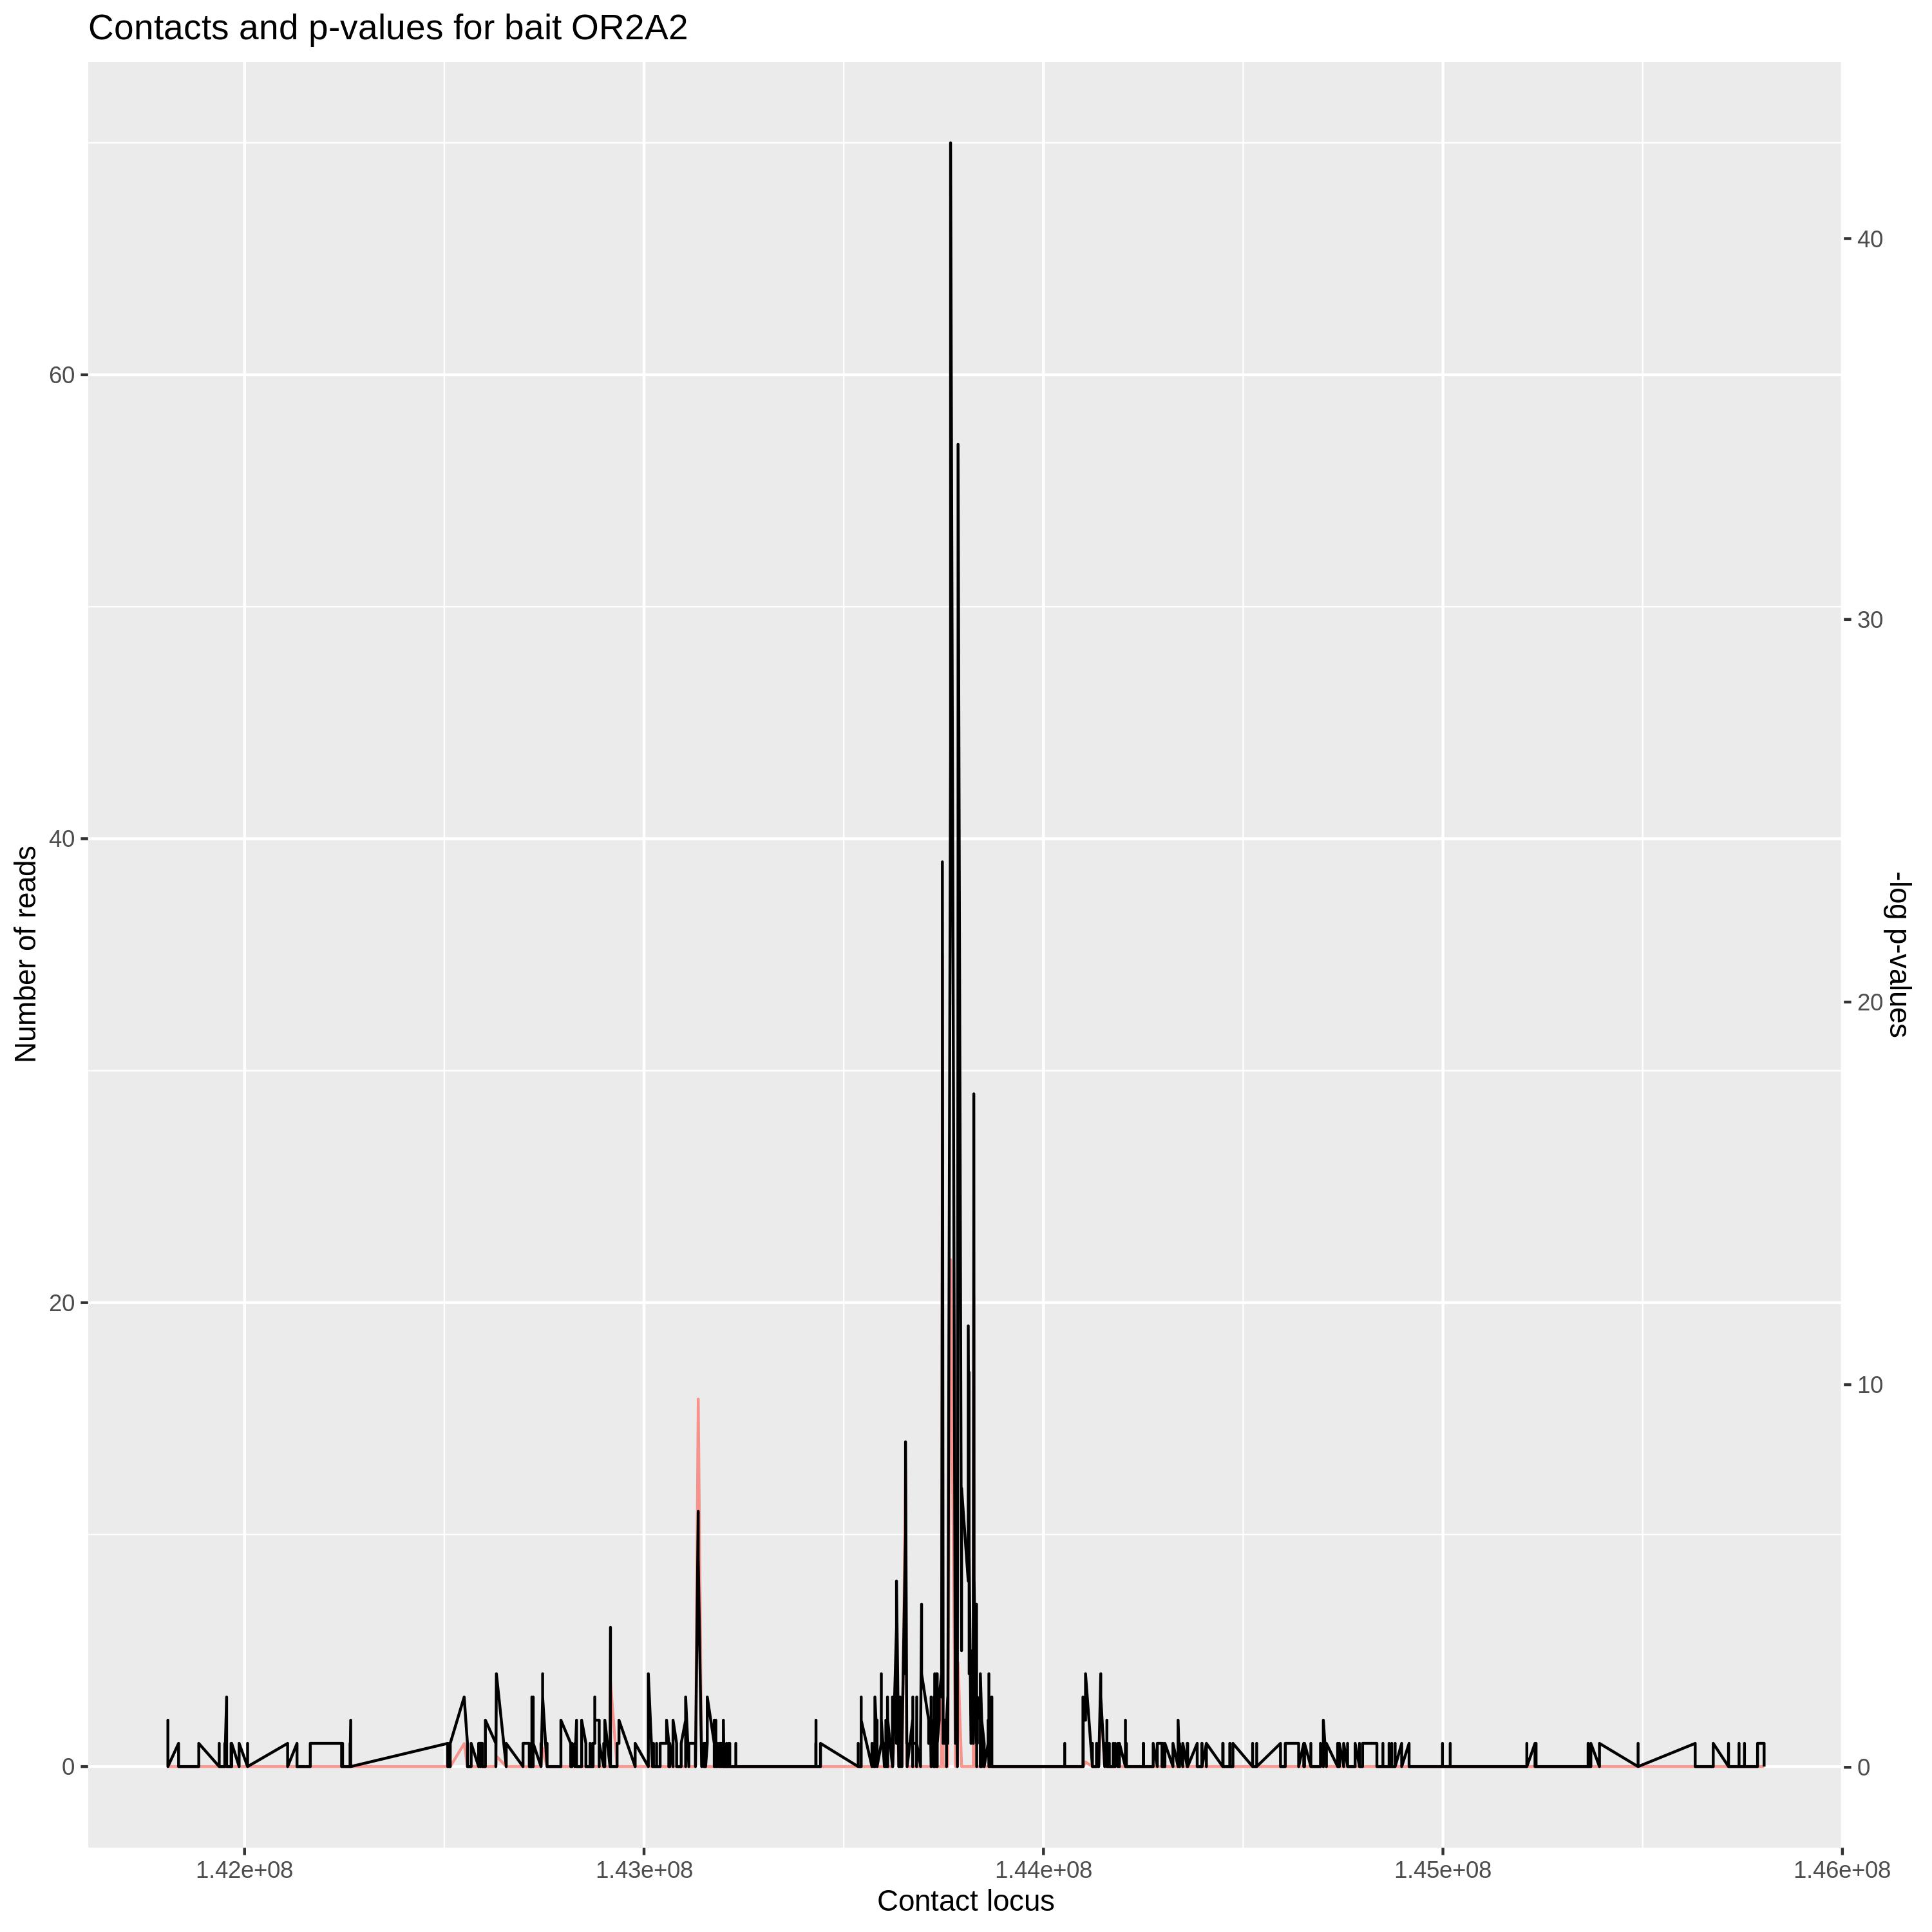 Contacts and p-values for bait OR2A2
Number of reads
60
40
20
0
40
30
20
10
0
-log p-values
1.42e+08 1.43e+08 1.44e+08 1.45e+08 1.46e+08
Contact locus